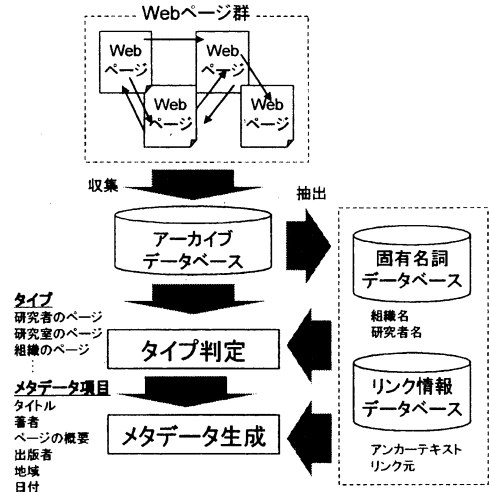 Webページ群
Web
ページ
Web
ページ
Web
ページ
Web
ページ
収集
抽出
アーカイブ
データベース
固有名詞
データベース
組織名
研究者名
タイプ
研究者のページ
研究室のページ
組織のページ
⋮
タイプ判定
リンク情報
データベース
アンカーテキスト
リンク元
メタデータ項目
タイトル
著者
ページの概要
出版者
地域
日付
メタデータ生成